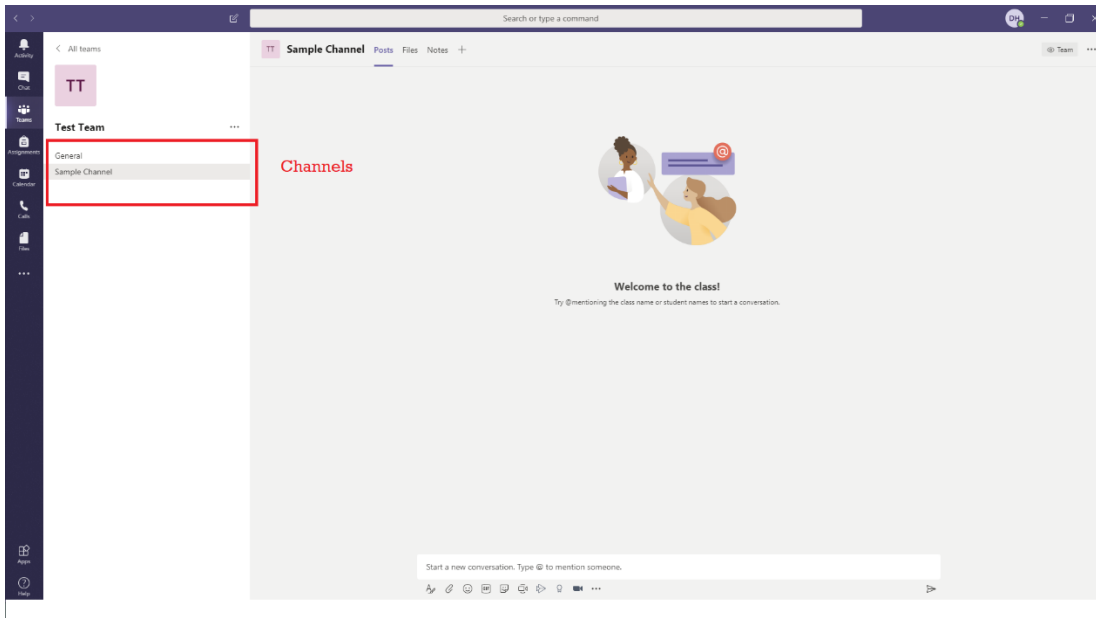 Search or type a command
DH
Activity
Chat
Teams
Assignments
Calendar
Calls
Files
Apps
Help
All teams
TT
Test Team
General
Sample Channel
Channels
TT Sample Channel Posts Files Notes
Team
@
Welcome to the class!
Try @mentioning the class name or student names to start a conversation.
Start a new conversation. Type @ to mention someone.
GIF